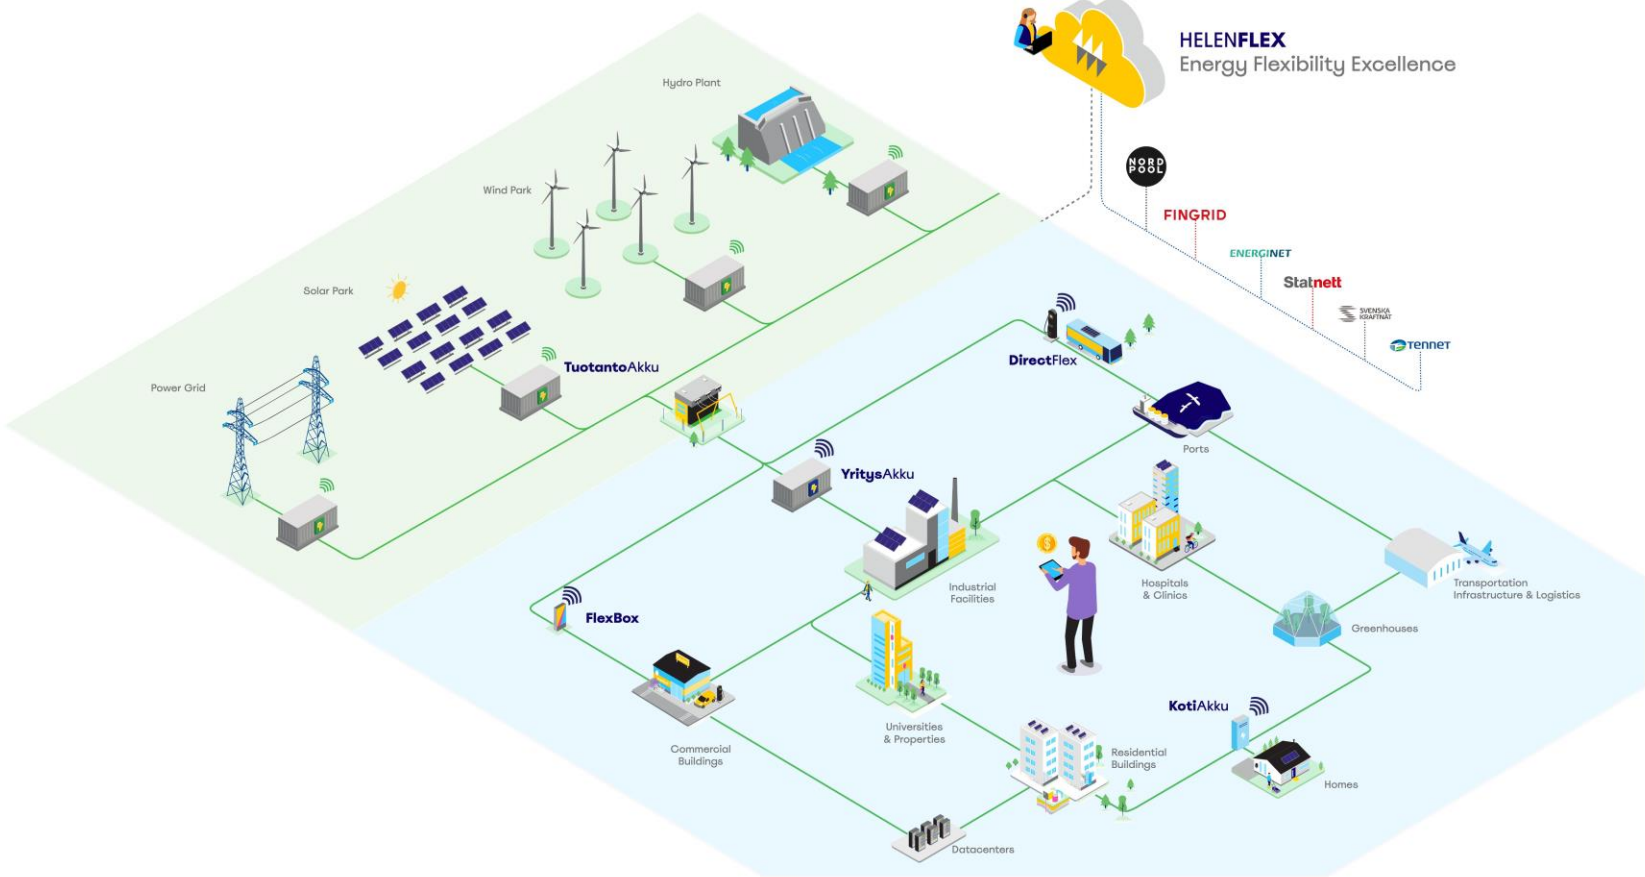 HELENFLEX
Energy Flexibility Excellence
Hydro Plant
NORD
POOL
Wind Park
FINGRID
ENERGINET
Statnett
Solar Park
SVENSKA
KRAFTNÄT
TENNET
DirectFlex
TuotantoAkku
Power Grid
Ports
YritysAkku
Industrial
Facilities
Hospitals
& Clinics
Transportation
Infrastructure & Logistics
FlexBox
Greenhouses
KotiAkku
Universities
& Properties
Commercial
Buildings
Residential
Buildings
Homes
Datacenters